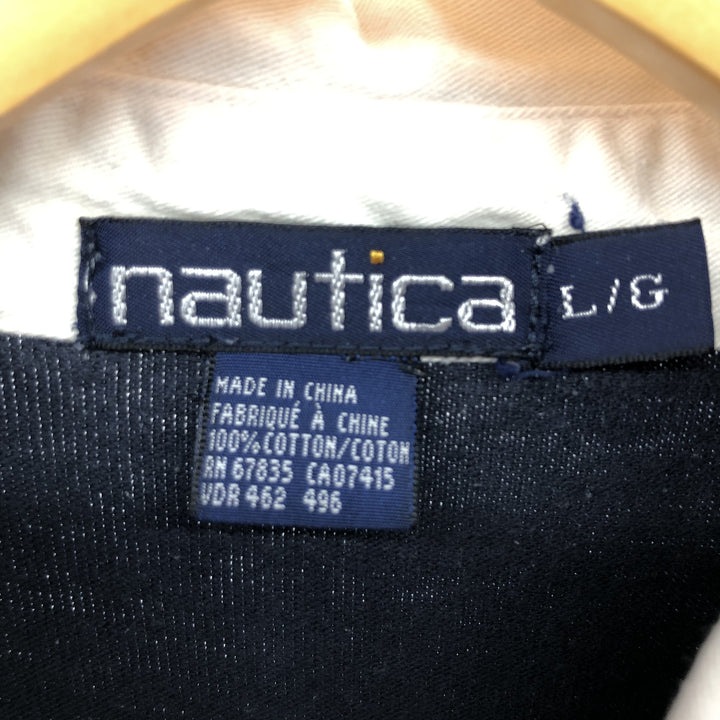 nautica
L/G
MADE IN CHINA
FABRIQUÉ À CHINE
100% COTTON/COTON
RN 67835 CA07415
VDR 462 496